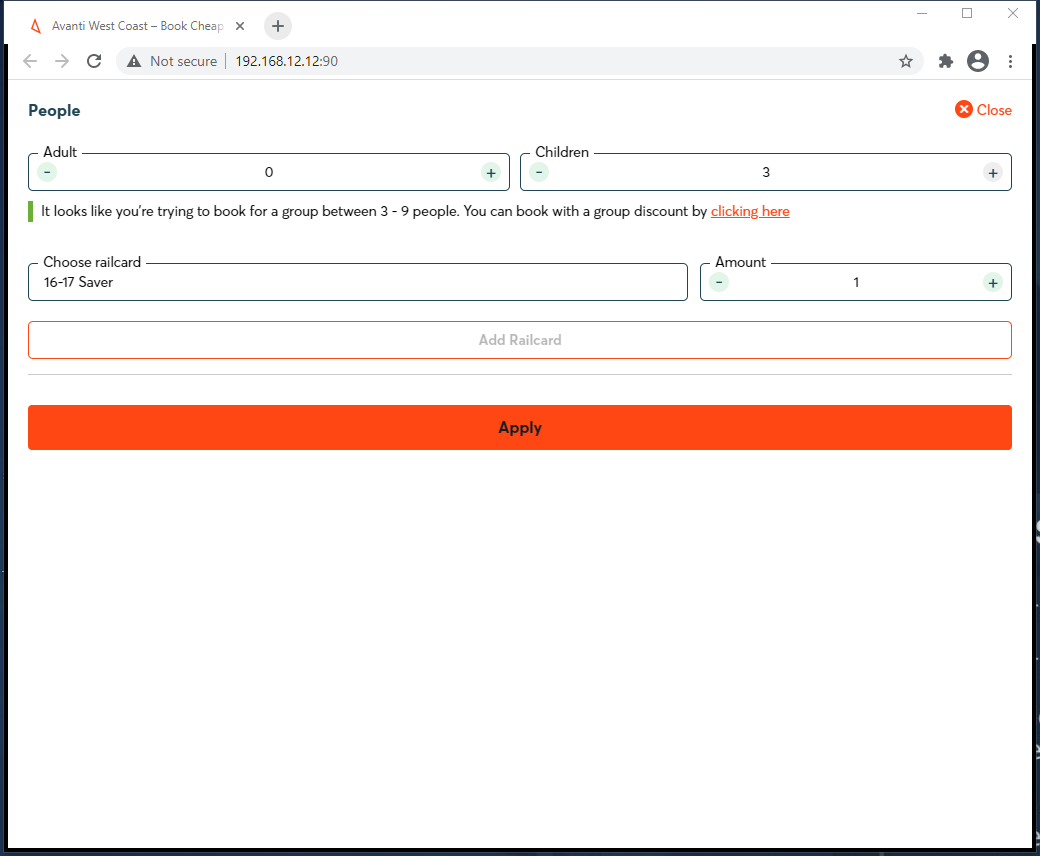 Avanti West Coast – Book Cheap
Not secure
192.168.12.12:90
People
Close
Adult
Children
- 0 +
- 3 +
It looks like you're trying to book for a group between 3 - 9 people. You can book with a group discount by clicking here
Choose railcard
Amount
16-17 Saver
- 1 +
Add Railcard
Apply